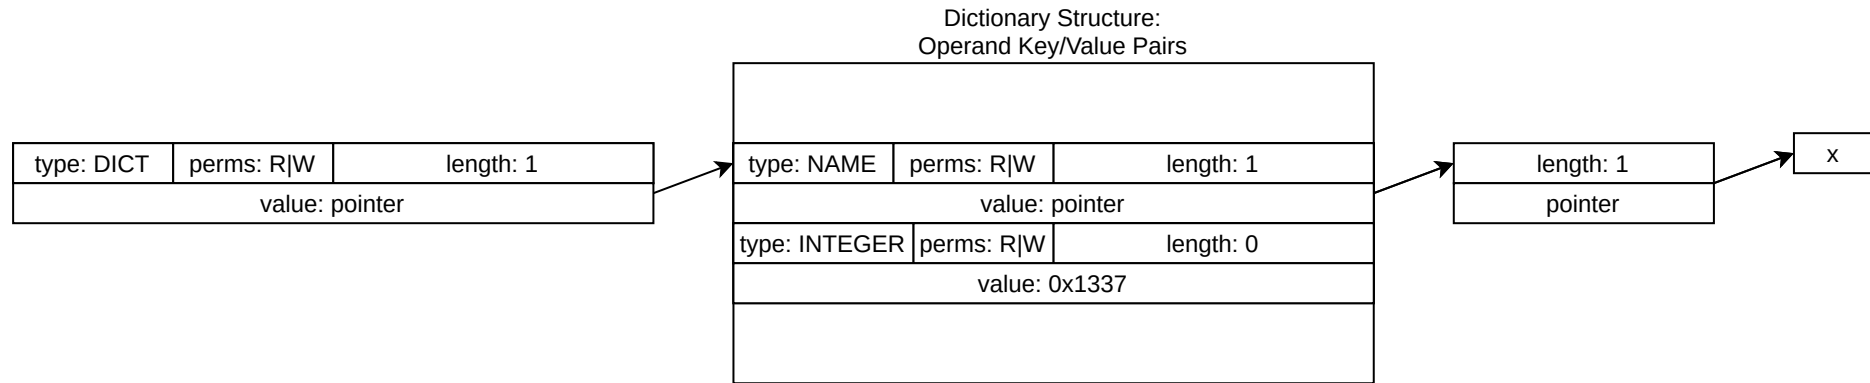 Dictionary Structure:
Operand Key/Value Pairs
type: DICT perms: R|W length: 1
value: pointer
type: NAME perms: R|W length: 1
value: pointer
type: INTEGER perms: R|W length: 0
value: 0x1337
length: 1
pointer
x